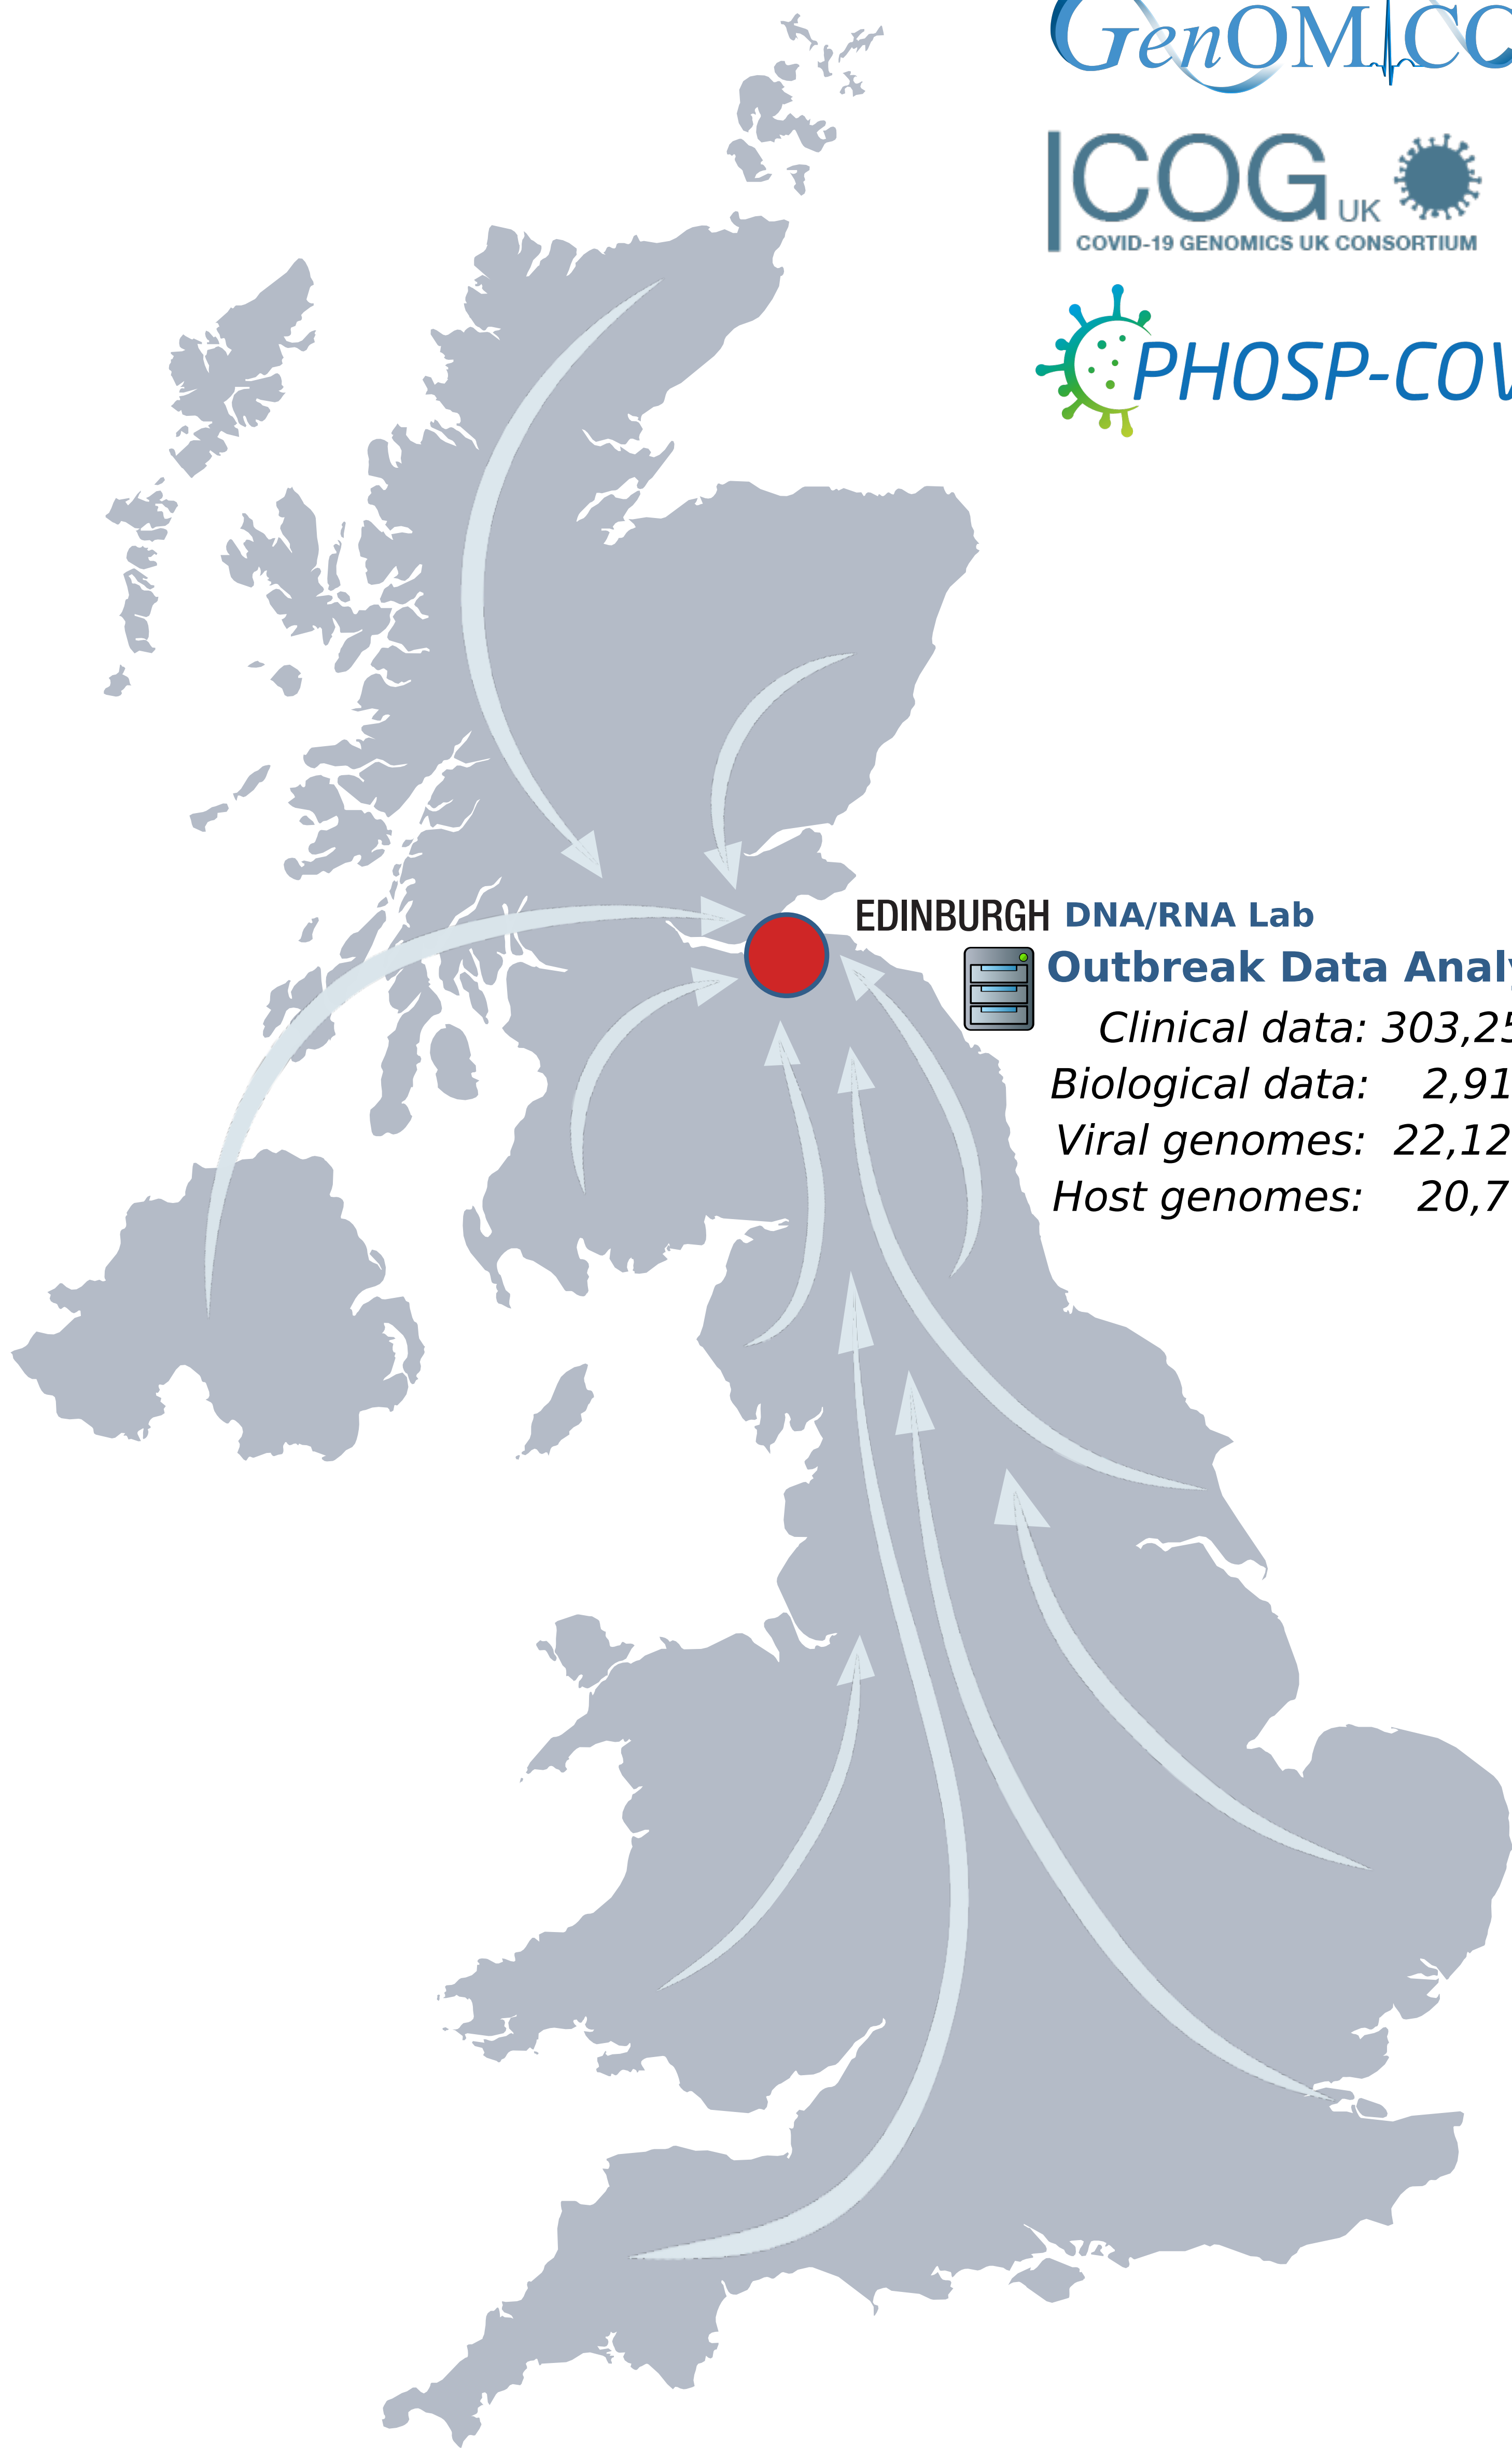 GenOMICC
COG UK
COVID-19 GENOMICS UK CONSORTIUM
PHOSP-COV
EDINBURGH DNA/RNA Lab
Outbreak Data Analy
Clinical data: 303,25
Biological data: 2,91
Viral genomes: 22,12
Host genomes: 20,7